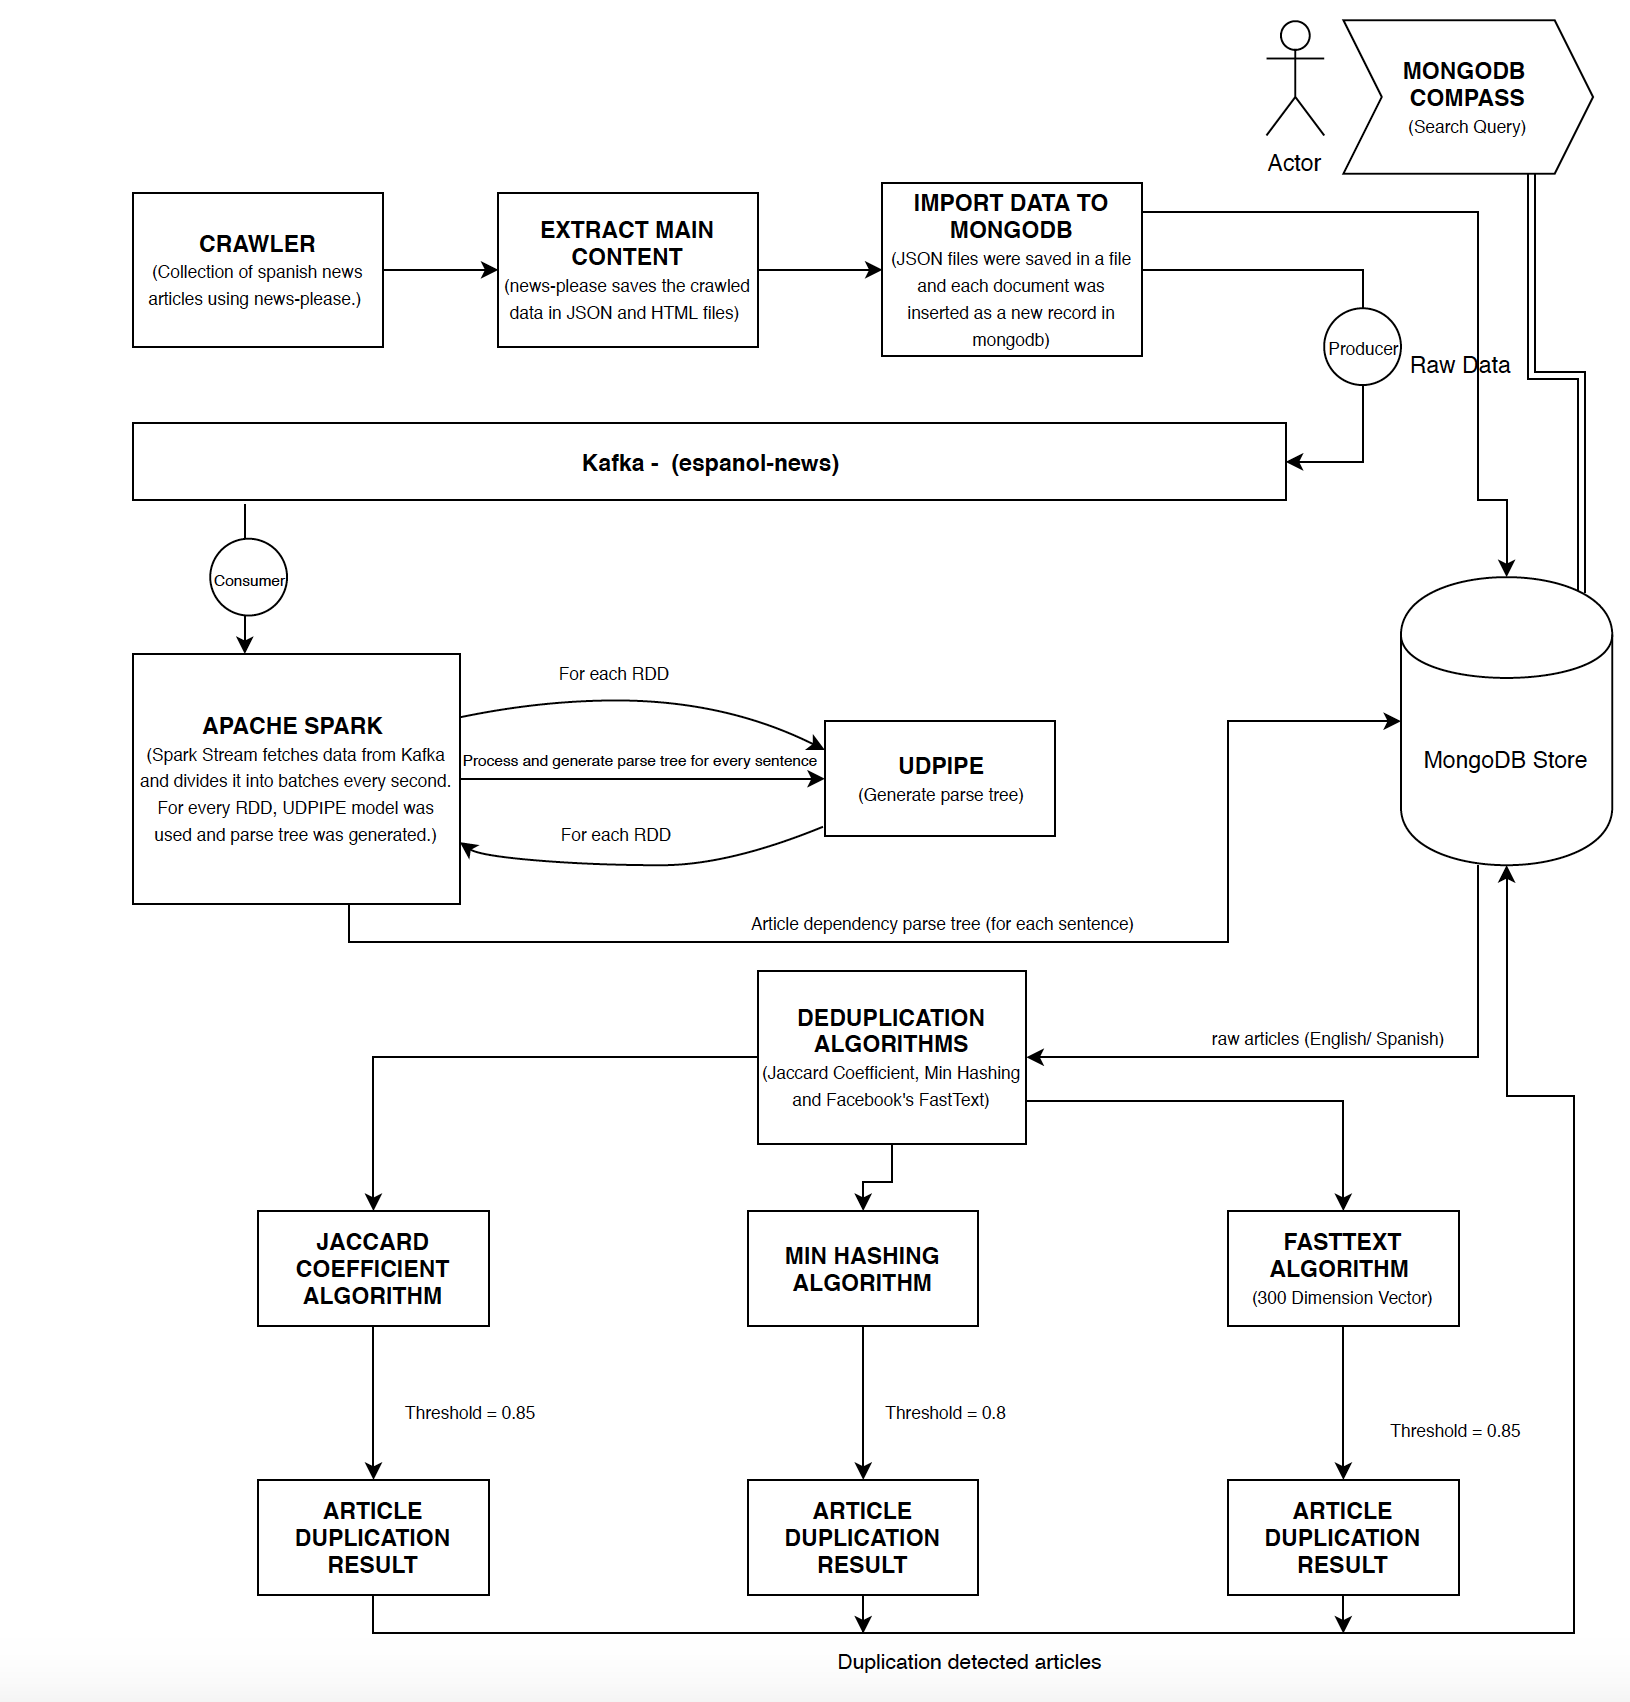 MONGODB
COMPASS
(Search Query)
Actor
CRAWLER
(Collection of spanish news
articles using news-please.)
EXTRACT MAIN
CONTENT
(news-please saves the crawled
data in JSON and HTML files)
IMPORT DATA TO
MONGODB
(JSON files were saved in a file
and each document was
inserted as a new record in
mongodb)
Producer
Raw Data
Kafka - (espanol-news)
Consumer
APACHE SPARK
(Spark Stream fetches data from Kafka
and divides it into batches every second.
For every RDD, UDPIPE model was
used and parse tree was generated.)
For each RDD
Process and generate parse tree for every sentence
For each RDD
UDPIPE
(Generate parse tree)
MongoDB Store
Article dependency parse tree (for each sentence)
DEDUPLICATION
ALGORITHMS
(Jaccard Coefficient, Min Hashing
and Facebook's FastText)
raw articles (English/ Spanish)
JACCARD
COEFFICIENT
ALGORITHM
MIN HASHING
ALGORITHM
FASTTEXT
ALGORITHM
(300 Dimension Vector)
Threshold = 0.85
Threshold = 0.8
Threshold = 0.85
ARTICLE
DUPLICATION
RESULT
ARTICLE
DUPLICATION
RESULT
ARTICLE
DUPLICATION
RESULT
Duplication detected articles